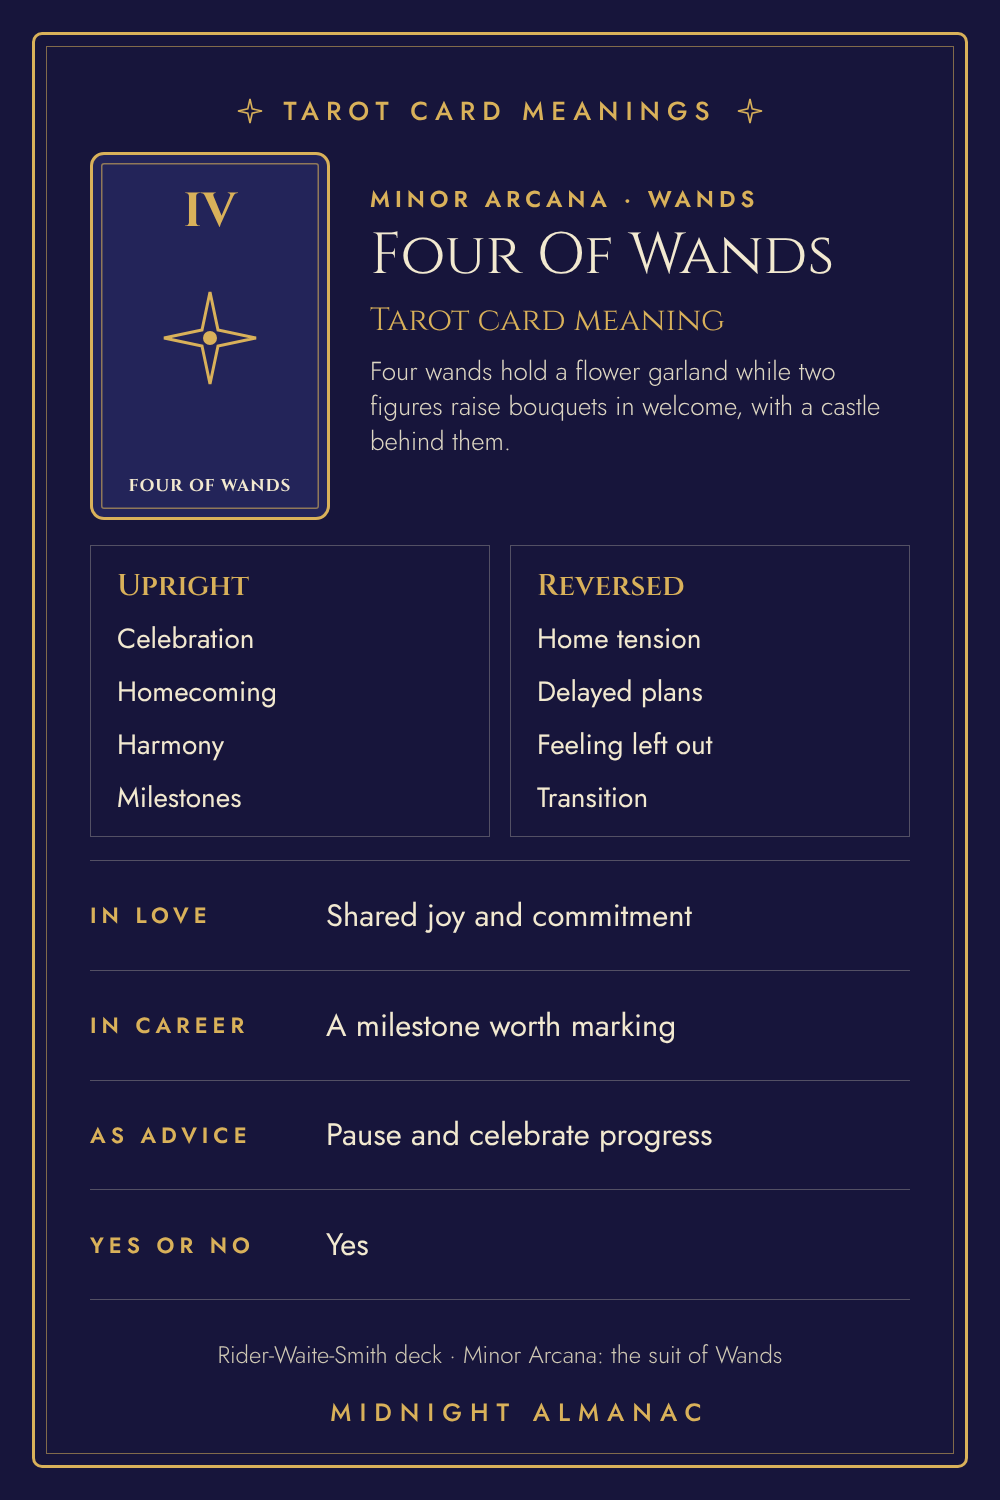 TAROT CARD MEANINGS
IV
FOUR OF WANDS
MINOR ARCANA · WANDS
Four Of Wands
Tarot card meaning
Four wands hold a flower garland while two
figures raise bouquets in welcome, with a castle
behind them.
Upright
Celebration
Homecoming
Harmony
Milestones
Reversed
Home tension
Delayed plans
Feeling left out
Transition
IN LOVE Shared joy and commitment
IN CAREER A milestone worth marking
AS ADVICE Pause and celebrate progress
YES OR NO Yes
Rider-Waite-Smith deck · Minor Arcana: the suit of Wands
MIDNIGHT ALMANAC